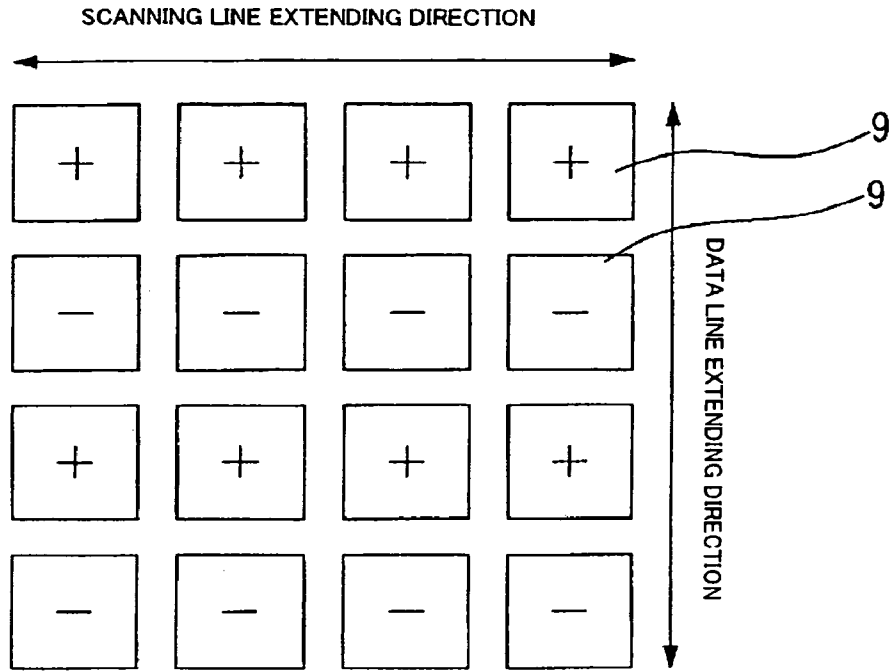 SCANNING LINE EXTENDING DIRECTION
+ + + +
9
9
− − − −
DATA LINE EXTENDING DIRECTION
+ + + +
− − − −